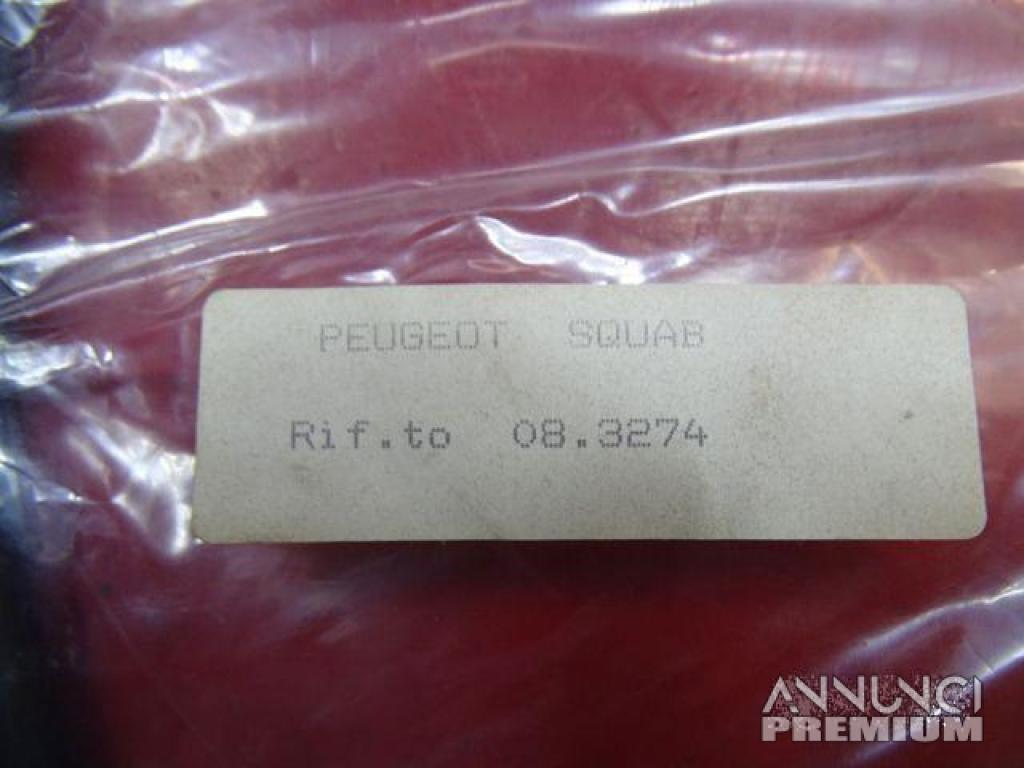 PEUGEOT SQUAB
Rif.to 08.3274
ANNUNCI
PREMIUM